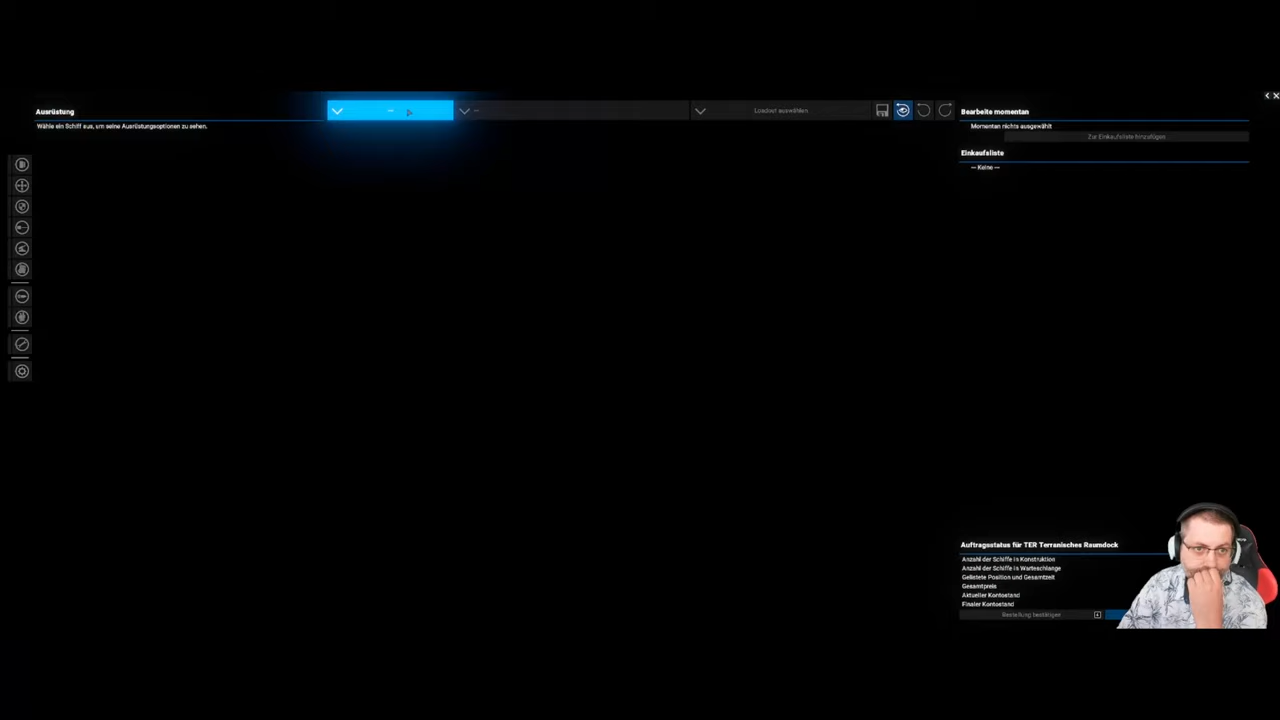 Ausrüstung
Wähle ein Schiff aus, um seine Ausrüstungsoptionen zu sehen.
--
--
Loadout auswählen
Bearbeite momentan
Momentan nichts ausgewählt
Zur Einkaufsliste hinzufügen
Einkaufsliste
-- Keine --
Auftragsstatus für TER Terranisches Raumdock
Anzahl der Schiffe in Konstruktion
Anzahl der Schiffe in Warteschlange
Gelistete Position und Gesamtzeit
Gesamtpreis
Aktueller Kontostand
Finaler Kontostand
Bestellung bestätigen